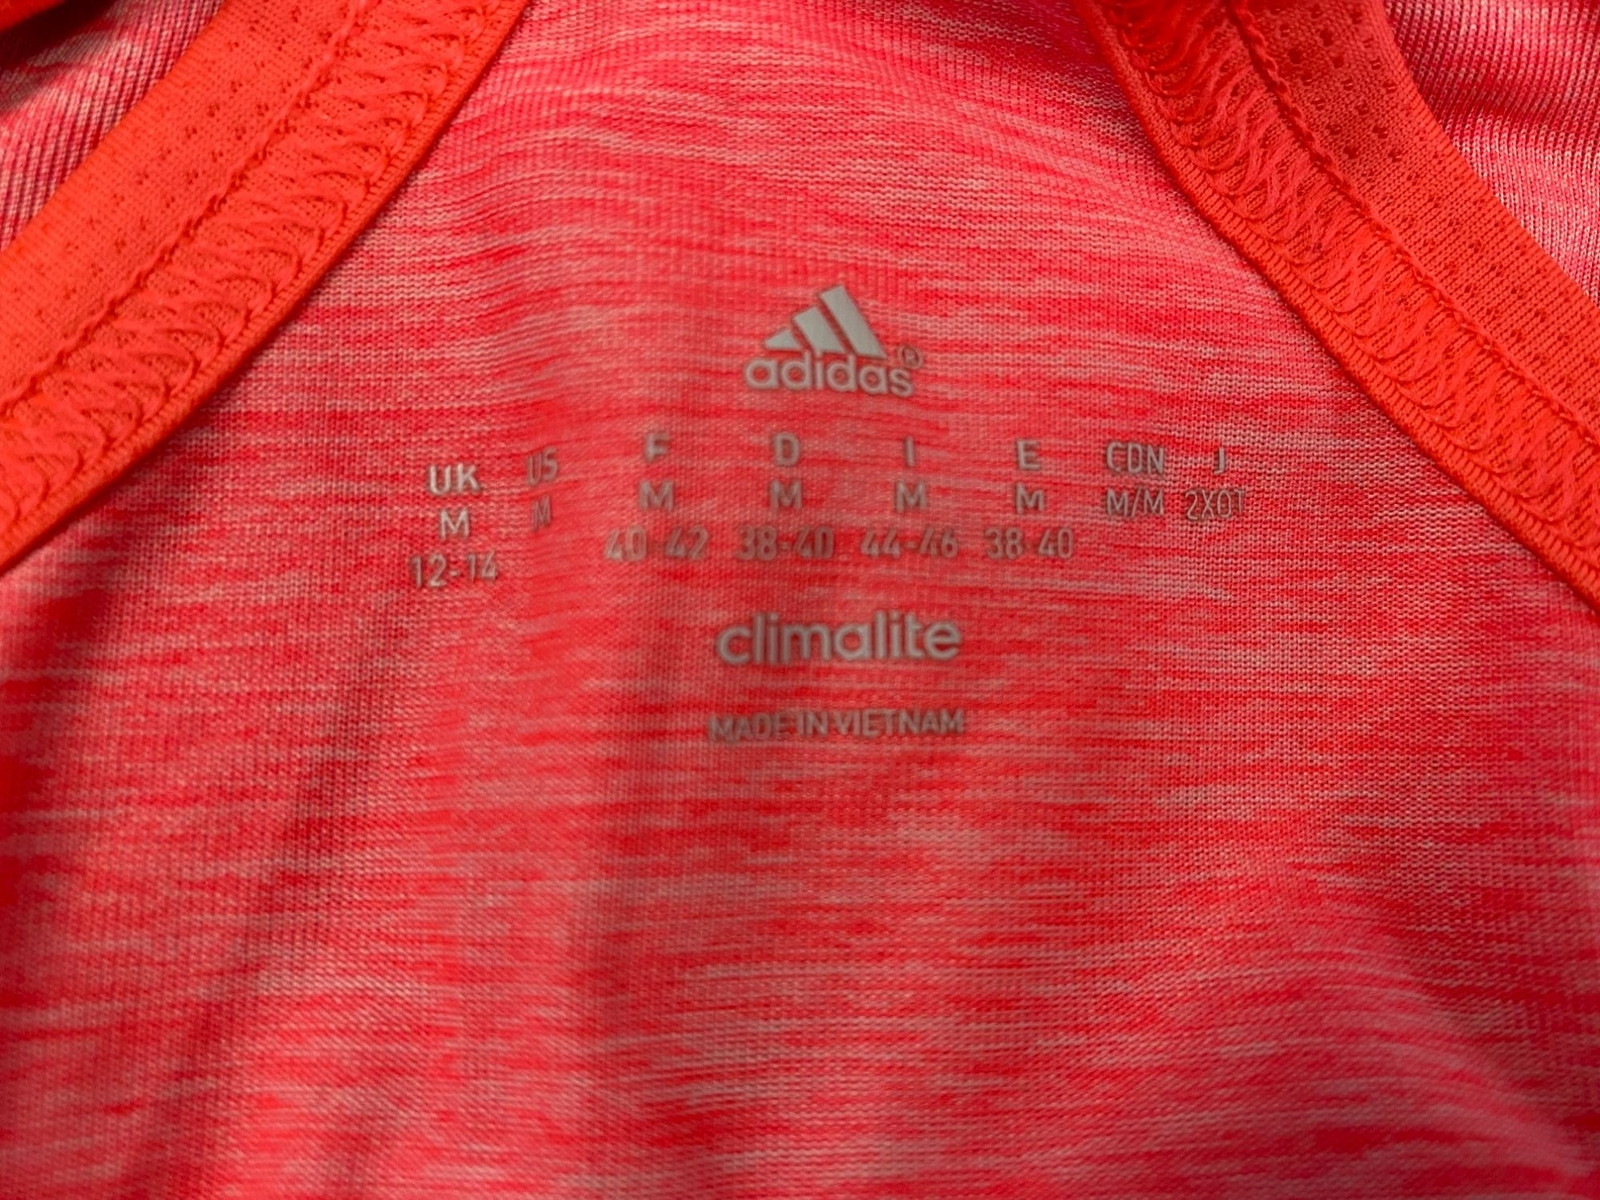 adidas®
UK US F D I E CDN J
M M M M M M M/M 2XOT
12-14 40-42 38-40 44-46 38-40
climalite
MADE IN VIETNAM